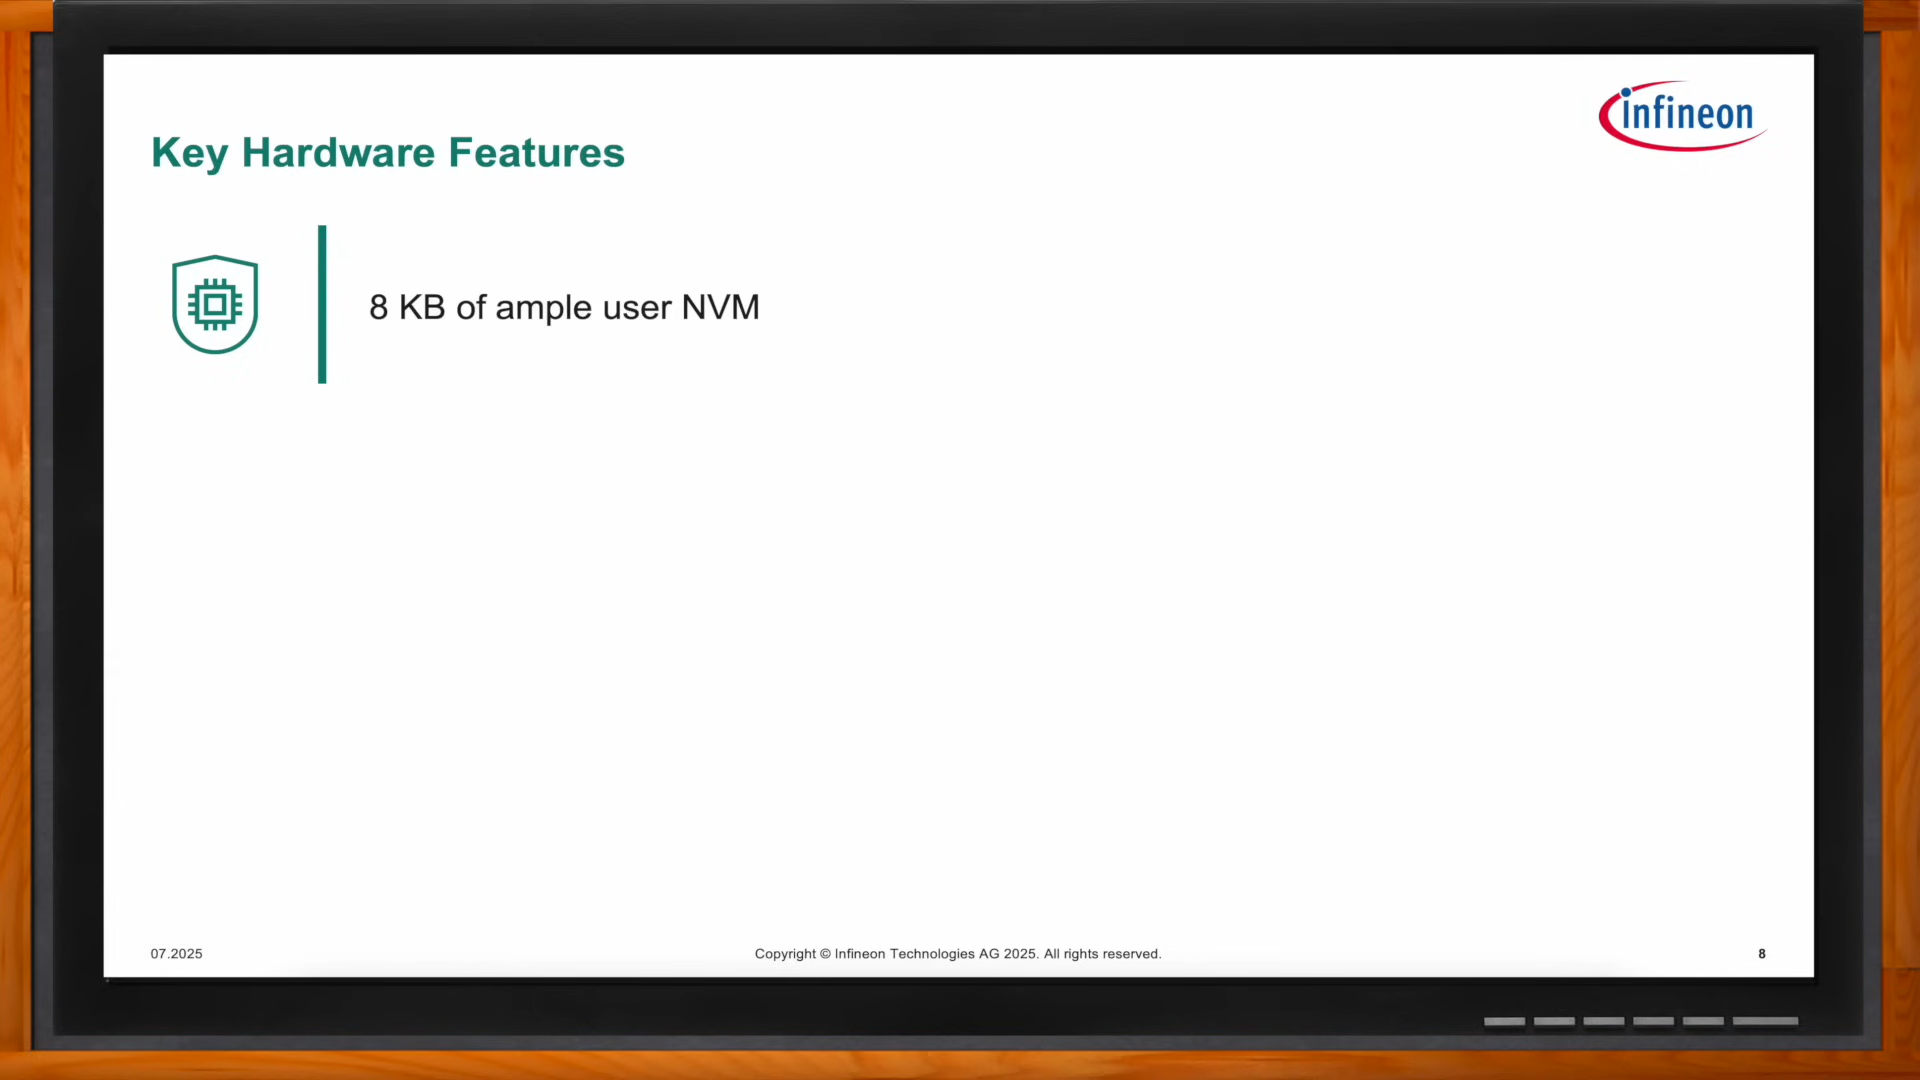 infineon
Key Hardware Features
8 KB of ample user NVM
07.2025
Copyright © Infineon Technologies AG 2025. All rights reserved.
8